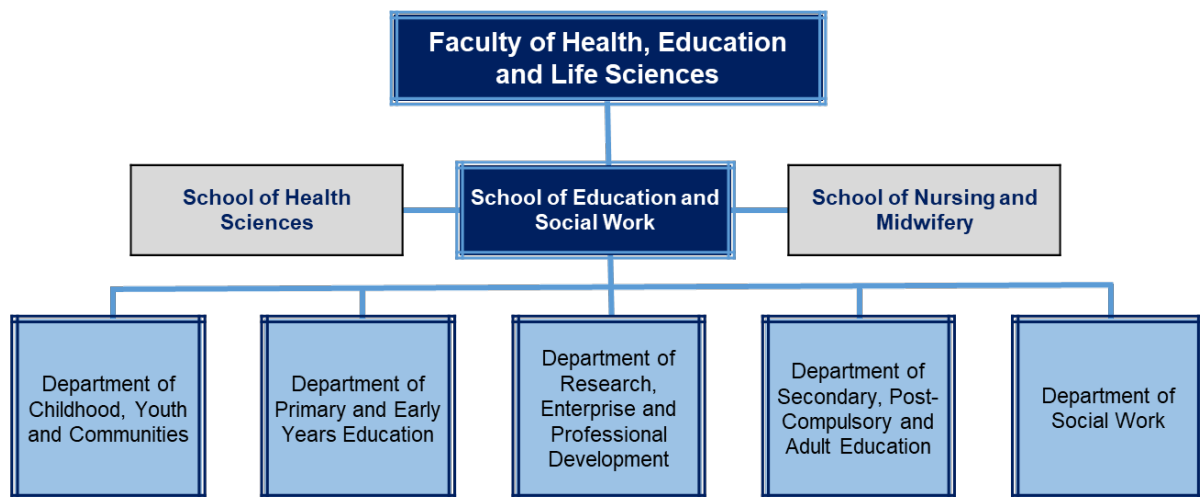 Faculty of Health, Education
and Life Sciences
School of Health
Sciences
School of Education and
Social Work
School of Nursing and
Midwifery
Department of
Childhood, Youth
and Communities
Department of
Primary and Early
Years Education
Department of
Research,
Enterprise and
Professional
Development
Department of
Secondary, Post-
Compulsory and
Adult Education
Department of
Social Work